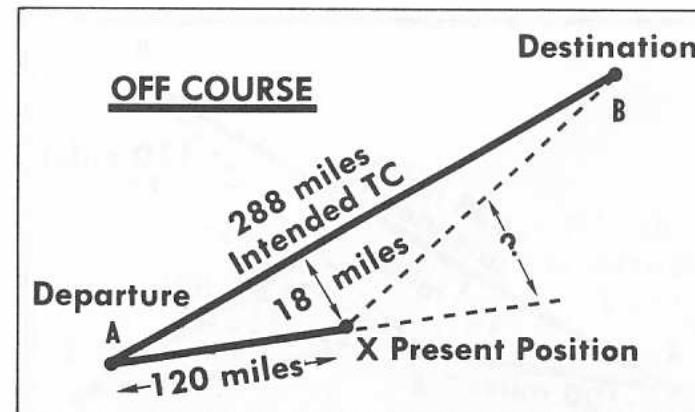 Destination
OFF COURSE
B
288 miles
Intended TC
18 miles
?
Departure
A
X Present Position
120 miles